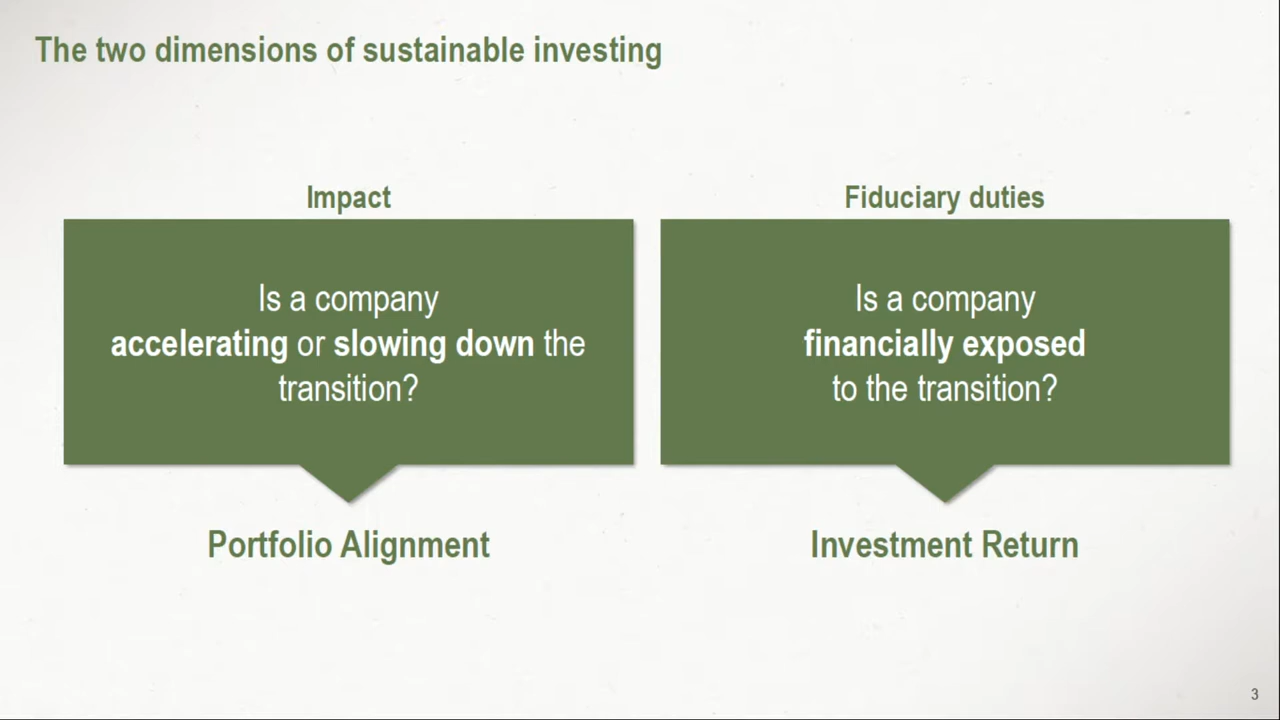 The two dimensions of sustainable investing
Impact
Is a company
accelerating or slowing down the
transition?
Portfolio Alignment
Fiduciary duties
Is a company
financially exposed
to the transition?
Investment Return
3